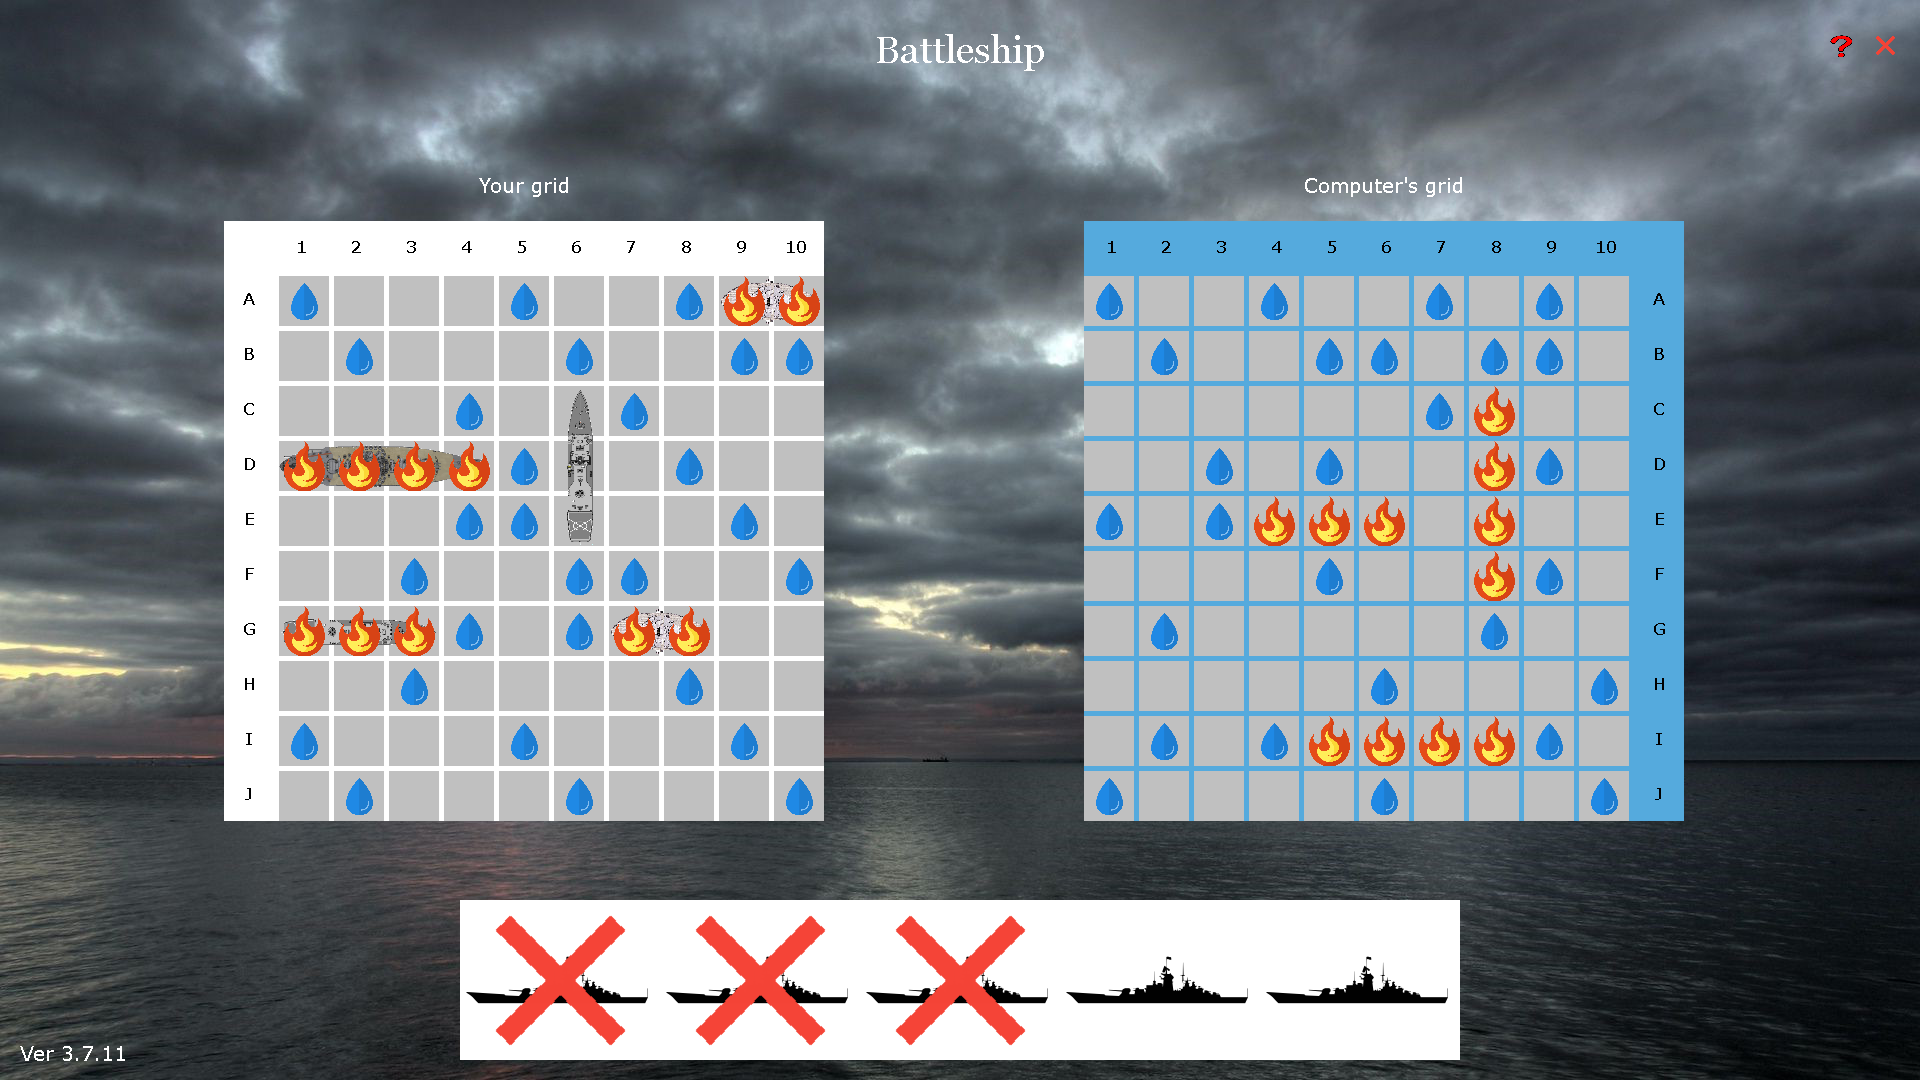 Battleship
Your grid
Computer's grid
1 2 3 4 5 6 7 8 9 10
1 2 3 4 5 6 7 8 9 10
A
A
B
B
C
C
D
D
E
E
F
F
G
G
H
H
I
I
J
J
Ver 3.7.11